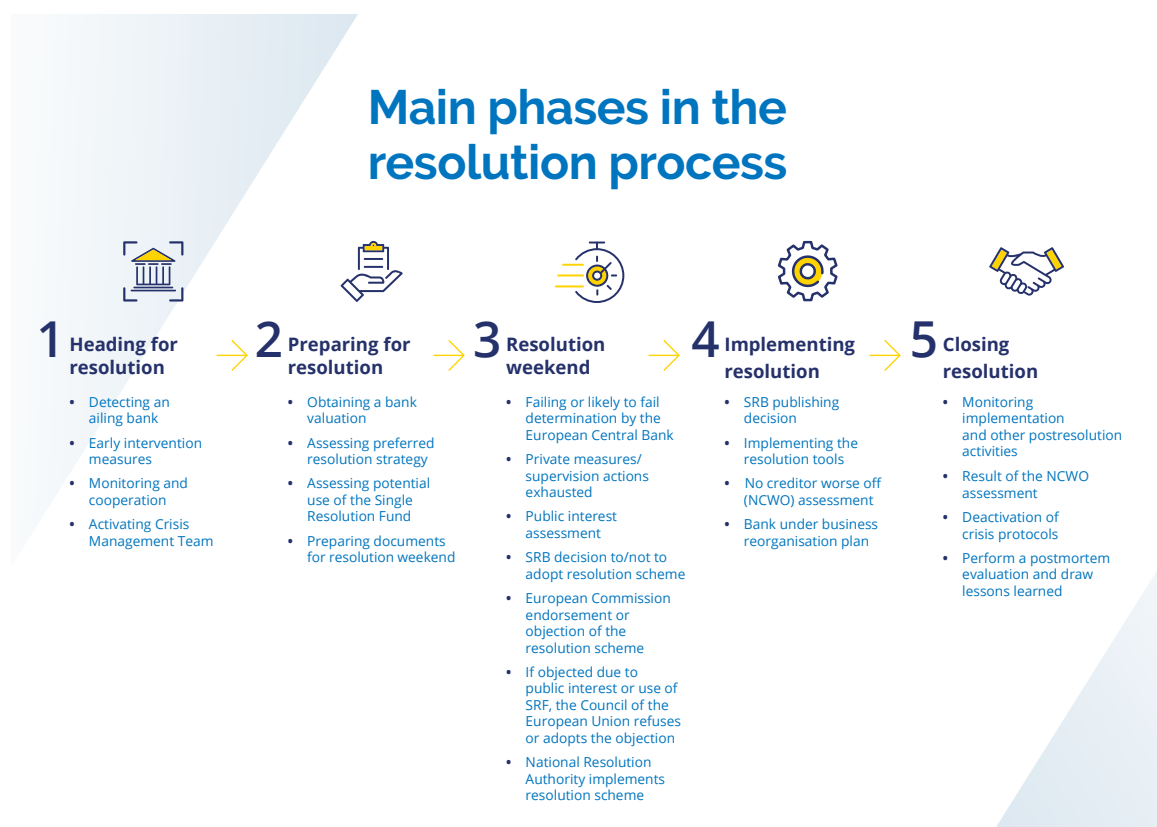 Main phases in the
resolution process
1 Heading for
resolution
• Detecting an
ailing bank
• Early intervention
measures
• Monitoring and
cooperation
• Activating Crisis
Management Team
2 Preparing for
resolution
• Obtaining a bank
valuation
• Assessing preferred
resolution strategy
• Assessing potential
use of the Single
Resolution Fund
• Preparing documents
for resolution weekend
3 Resolution
weekend
• Failing or likely to fail
determination by the
European Central Bank
• Private measures/
supervision actions
exhausted
• Public interest
assessment
• SRB decision to/not to
adopt resolution scheme
• European Commission
endorsement or
objection of the
resolution scheme
• If objected due to
public interest or use of
SRF, the Council of the
European Union refuses
or adopts the objection
• National Resolution
Authority implements
resolution scheme
4 Implementing
resolution
• SRB publishing
decision
• Implementing the
resolution tools
• No creditor worse off
(NCWO) assessment
• Bank under business
reorganisation plan
5 Closing
resolution
• Monitoring
implementation
and other postresolution
activities
• Result of the NCWO
assessment
• Deactivation of
crisis protocols
• Perform a postmortem
evaluation and draw
lessons learned